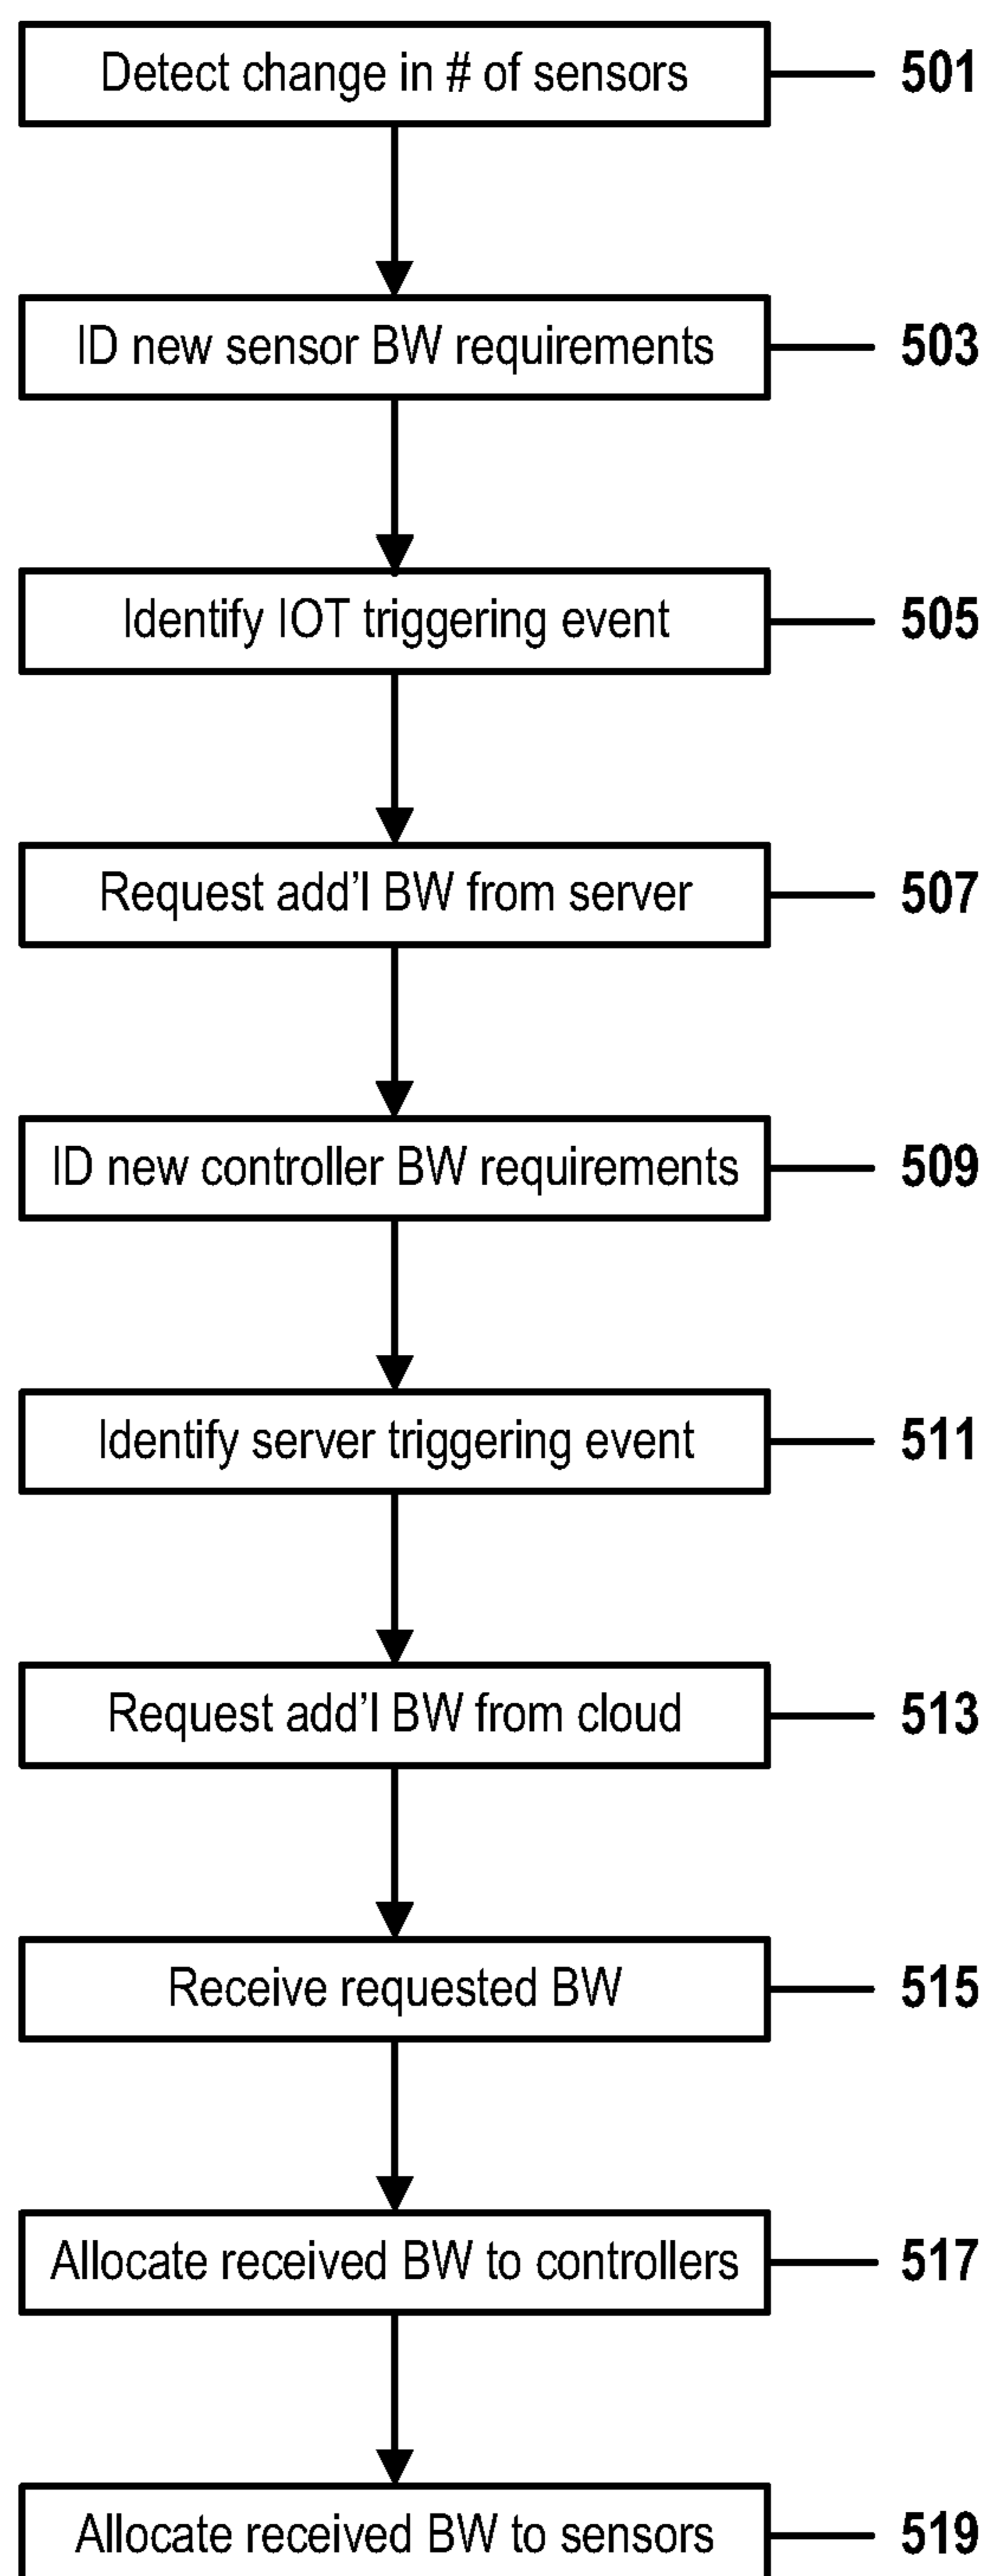 Detect change in # of sensors 501
ID new sensor BW requirements 503
Identify IOT triggering event 505
Request add'l BW from server 507
ID new controller BW requirements 509
Identify server triggering event 511
Request add'l BW from cloud 513
Receive requested BW 515
Allocate received BW to controllers 517
Allocate received BW to sensors 519